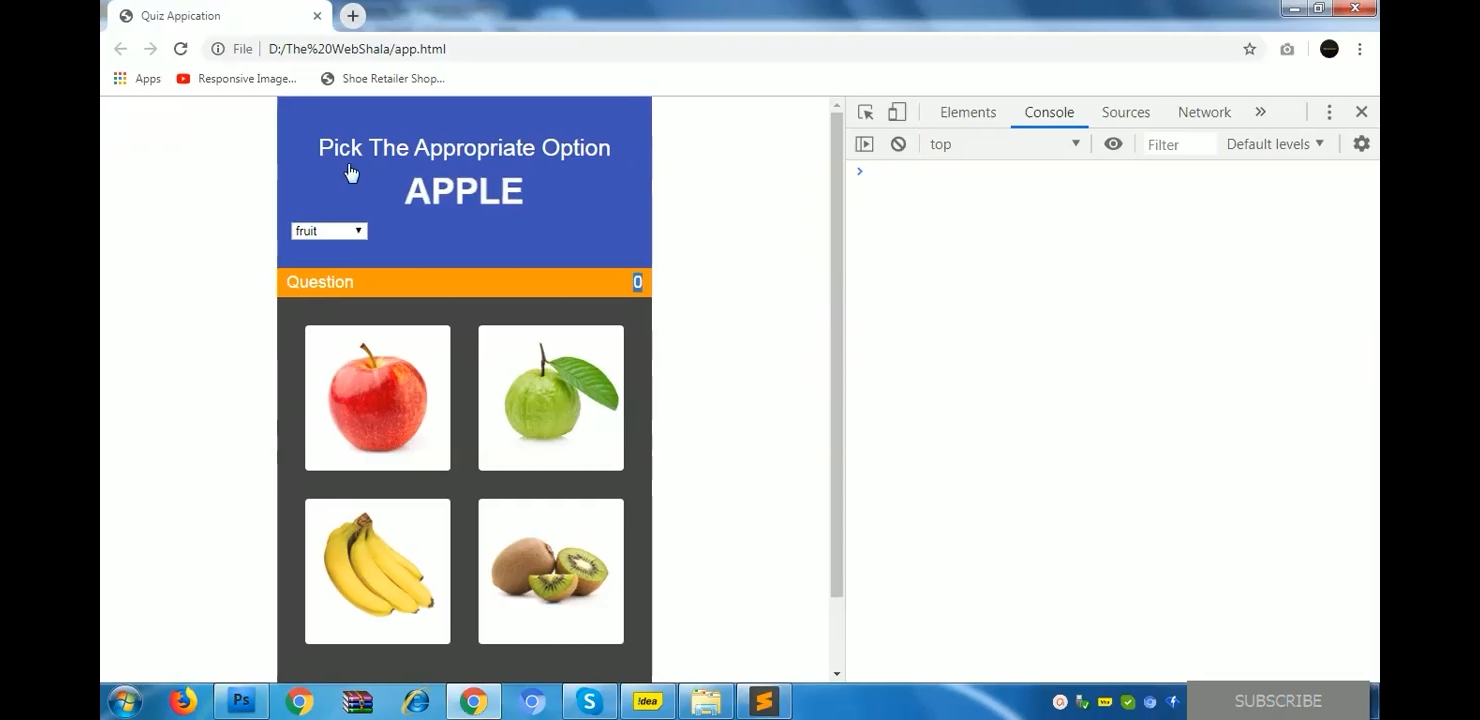 Quiz Appication
File
D:/The%20WebShala/app.html
Apps
Responsive Image...
Shoe Retailer Shop...
Elements
Console
Sources
Network
top
Filter
Default levels
Pick The Appropriate Option
APPLE
fruit
Question
0
Ps
!dea
SUBSCRIBE